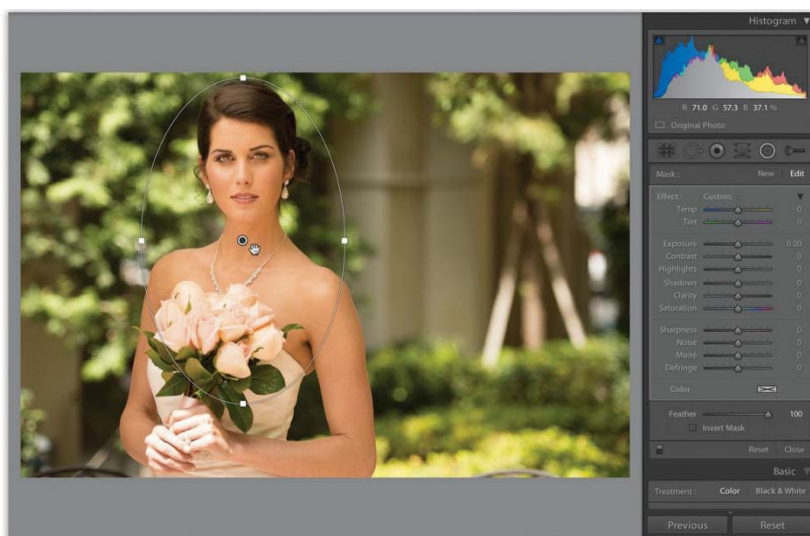 Histogram
R 71.0 G 57.3 B 37.1 %
Original Photo
Mask : New Edit
Effect : Custom
Temp 0
Tint 0
Exposure 0.00
Contrast 0
Highlights 0
Shadows 0
Clarity 0
Saturation 0
Sharpness 0
Noise 0
Moiré 0
Defringe 0
Color
Feather 100
Invert Mask
Reset Close
Basic
Treatment : Color Black & White
Previous Reset